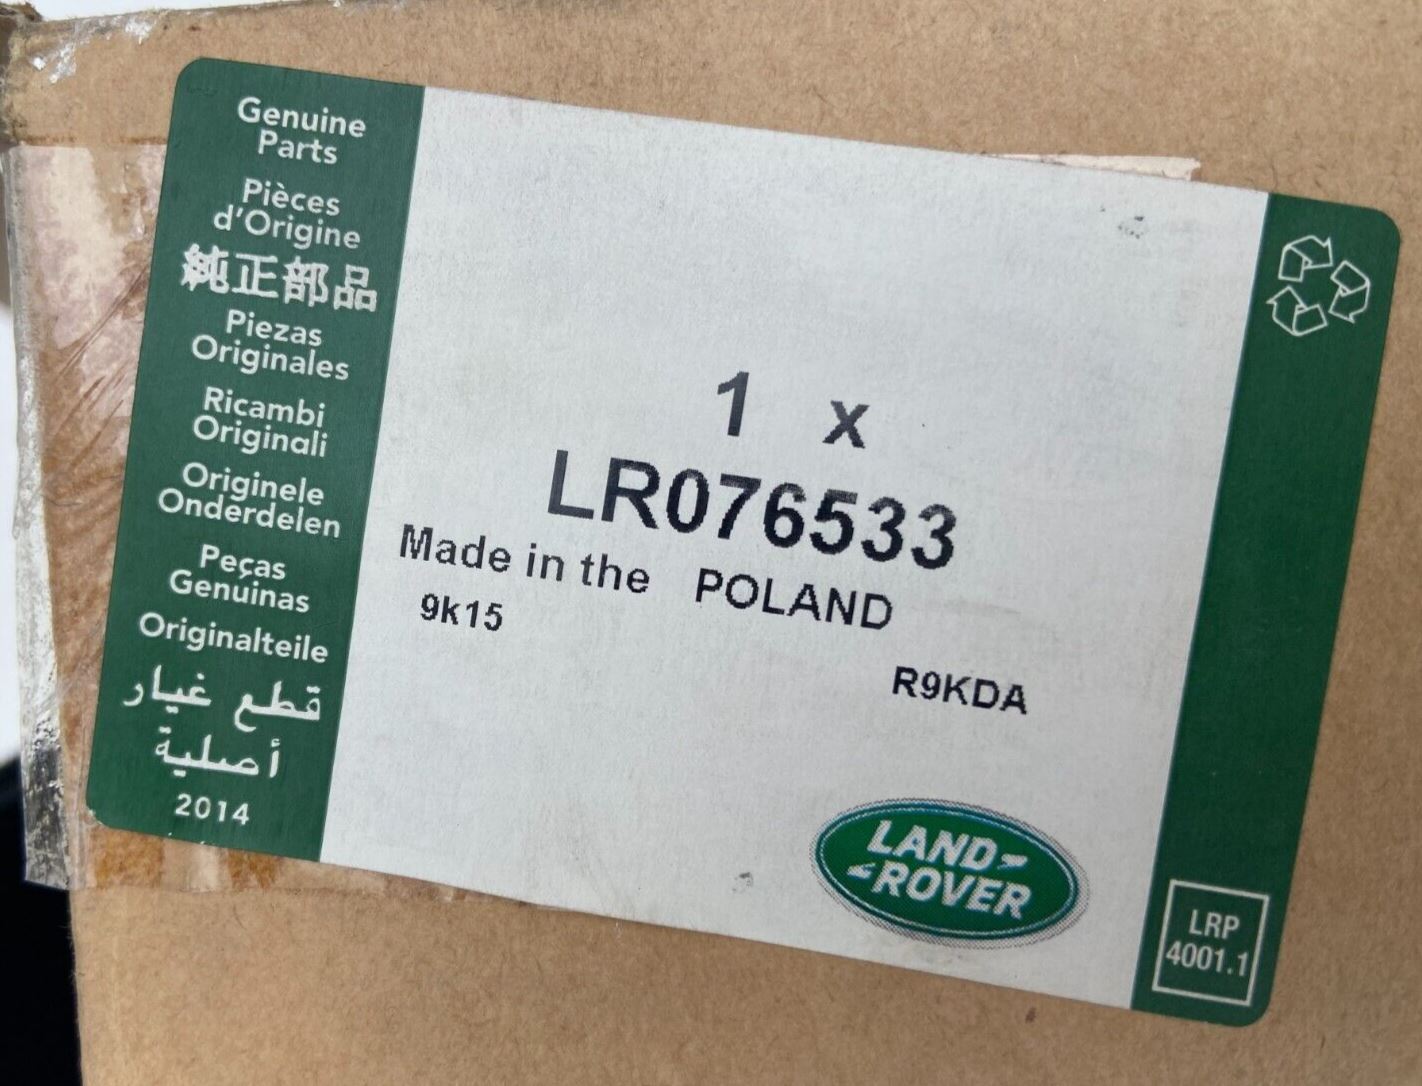 Genuine
Parts
Pièces
d'Origine
純正部品
Piezas
Originales
Ricambi
Originali
Originele
Onderdelen
Peças
Genuinas
Originalteile
قطع غيار
أصلية
2014
1 x
LR076533
Made in the POLAND
9k15
R9KDA
LAND-
-ROVER
LRP
4001.1